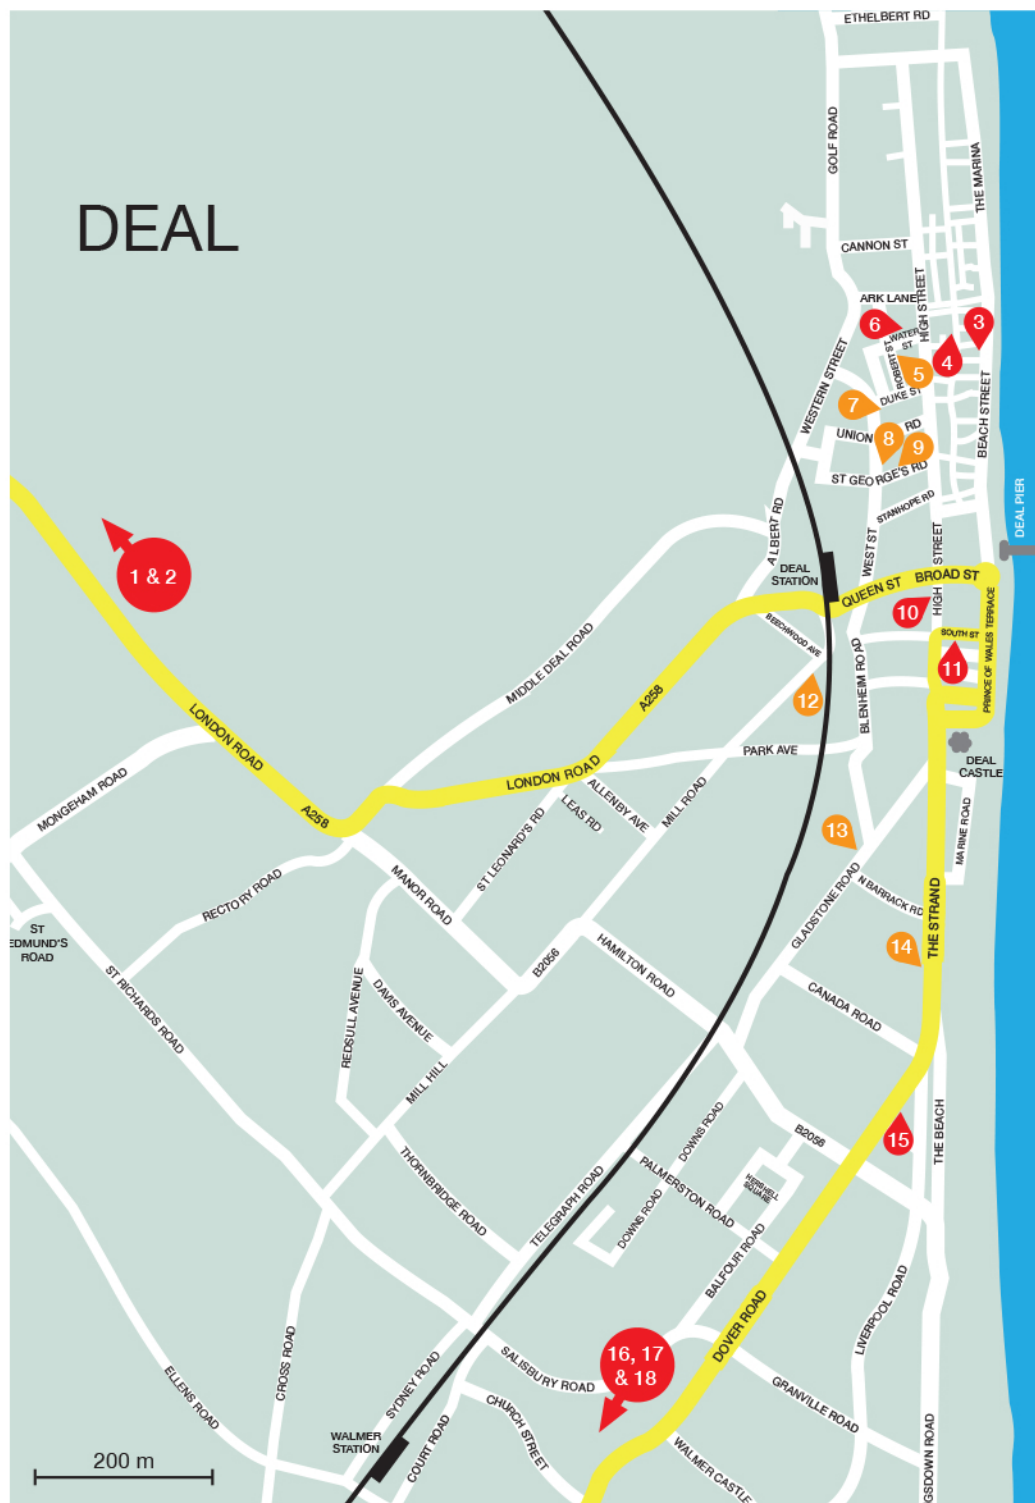 ETHELBERT RD
DEAL
GOLF ROAD
THE MARINA
CANNON ST
HIGH STREET
ARK LANE
3
6
WATER
ST
4
ROBERT ST
5
WESTERN STREET
BEACH STREET
7
DUKE ST
UNION
RD
8
9
ST GEORGE'S RD
STANHOPE RD
DEAL PIER
ALBERT RD
WEST ST
HIGH STREET
1 & 2
DEAL
STATION
QUEEN ST
BROAD ST
10
BEECHWOOD AVE
SOUTH ST
PRINCE OF WALES TERRACE
MIDDLE DEAL ROAD
11
BLENHEIM ROAD
12
A258
LONDON ROAD
PARK AVE
DEAL
CASTLE
MONGEHAM ROAD
LONDON ROAD
ALLENBY AVE
LEAS RD
MILL ROAD
A258
13
MARINE ROAD
ST LEONARD'S RD
RECTORY ROAD
MANOR ROAD
GLADSTONE ROAD
N BARRACK RD
THE STRAND
ST
EDMUND'S
ROAD
14
B2056
HAMILTON ROAD
ST RICHARDS ROAD
REDSULL AVENUE
DAVIS AVENUE
CANADA ROAD
MILL HILL
15
THE BEACH
B2056
DOWNS ROAD
THORNBRIDGE ROAD
TELEGRAPH ROAD
PALMERSTON ROAD
HERSHELL
SQUARE
DOWNS ROAD
BALFOUR ROAD
LIVERPOOL ROAD
DOVER ROAD
16, 17
& 18
SALISBURY ROAD
CROSS ROAD
ELLENS ROAD
SYDNEY ROAD
GRANVILLE ROAD
CHURCH STREET
WALMER
STATION
COURT ROAD
WALMER CASTLE
GSDOWN ROAD
200 m